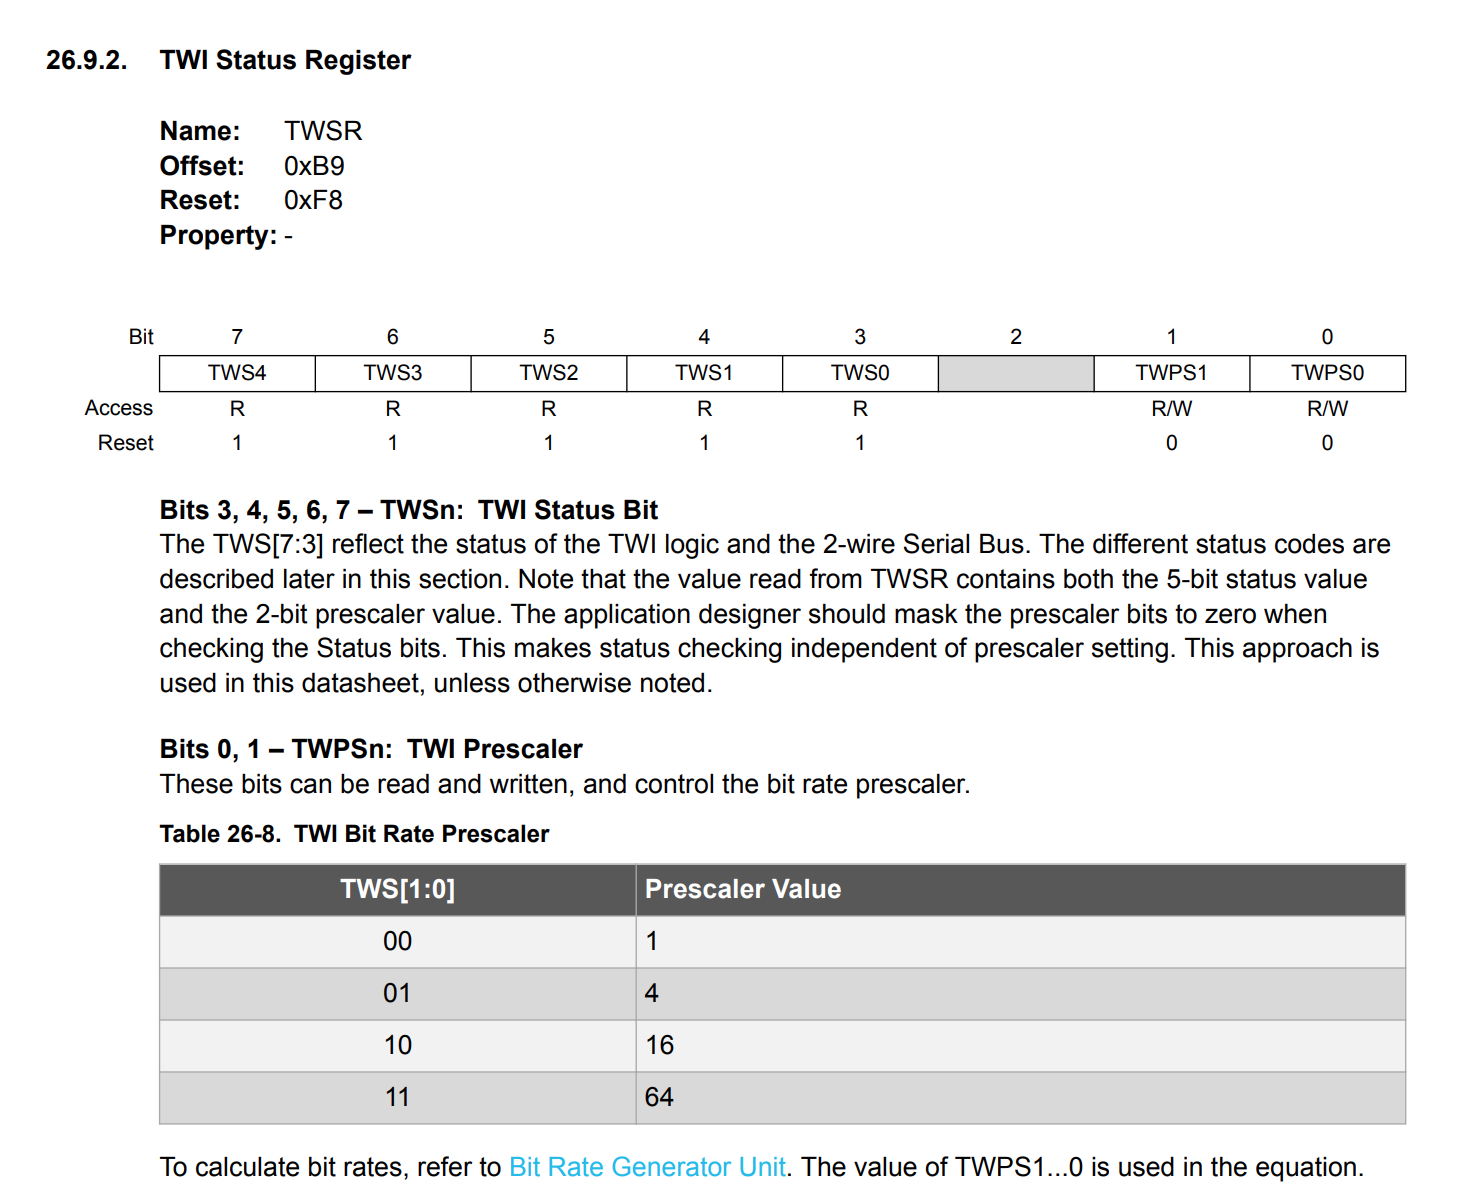 26.9.2. TWI Status Register
Name: TWSR
Offset: 0xB9
Reset: 0xF8
Property: -
Bit 7 6 5 4 3 2 1 0
TWS4 TWS3 TWS2 TWS1 TWS0 TWPS1 TWPS0
Access R R R R R R/W R/W
Reset 1 1 1 1 1 0 0
Bits 3, 4, 5, 6, 7 – TWSn: TWI Status Bit
The TWS[7:3] reflect the status of the TWI logic and the 2-wire Serial Bus. The different status codes are
described later in this section. Note that the value read from TWSR contains both the 5-bit status value
and the 2-bit prescaler value. The application designer should mask the prescaler bits to zero when
checking the Status bits. This makes status checking independent of prescaler setting. This approach is
used in this datasheet, unless otherwise noted.
Bits 0, 1 – TWPSn: TWI Prescaler
These bits can be read and written, and control the bit rate prescaler.
Table 26-8. TWI Bit Rate Prescaler
TWS[1:0] Prescaler Value
00 1
01 4
10 16
11 64
To calculate bit rates, refer to Bit Rate Generator Unit. The value of TWPS1...0 is used in the equation.